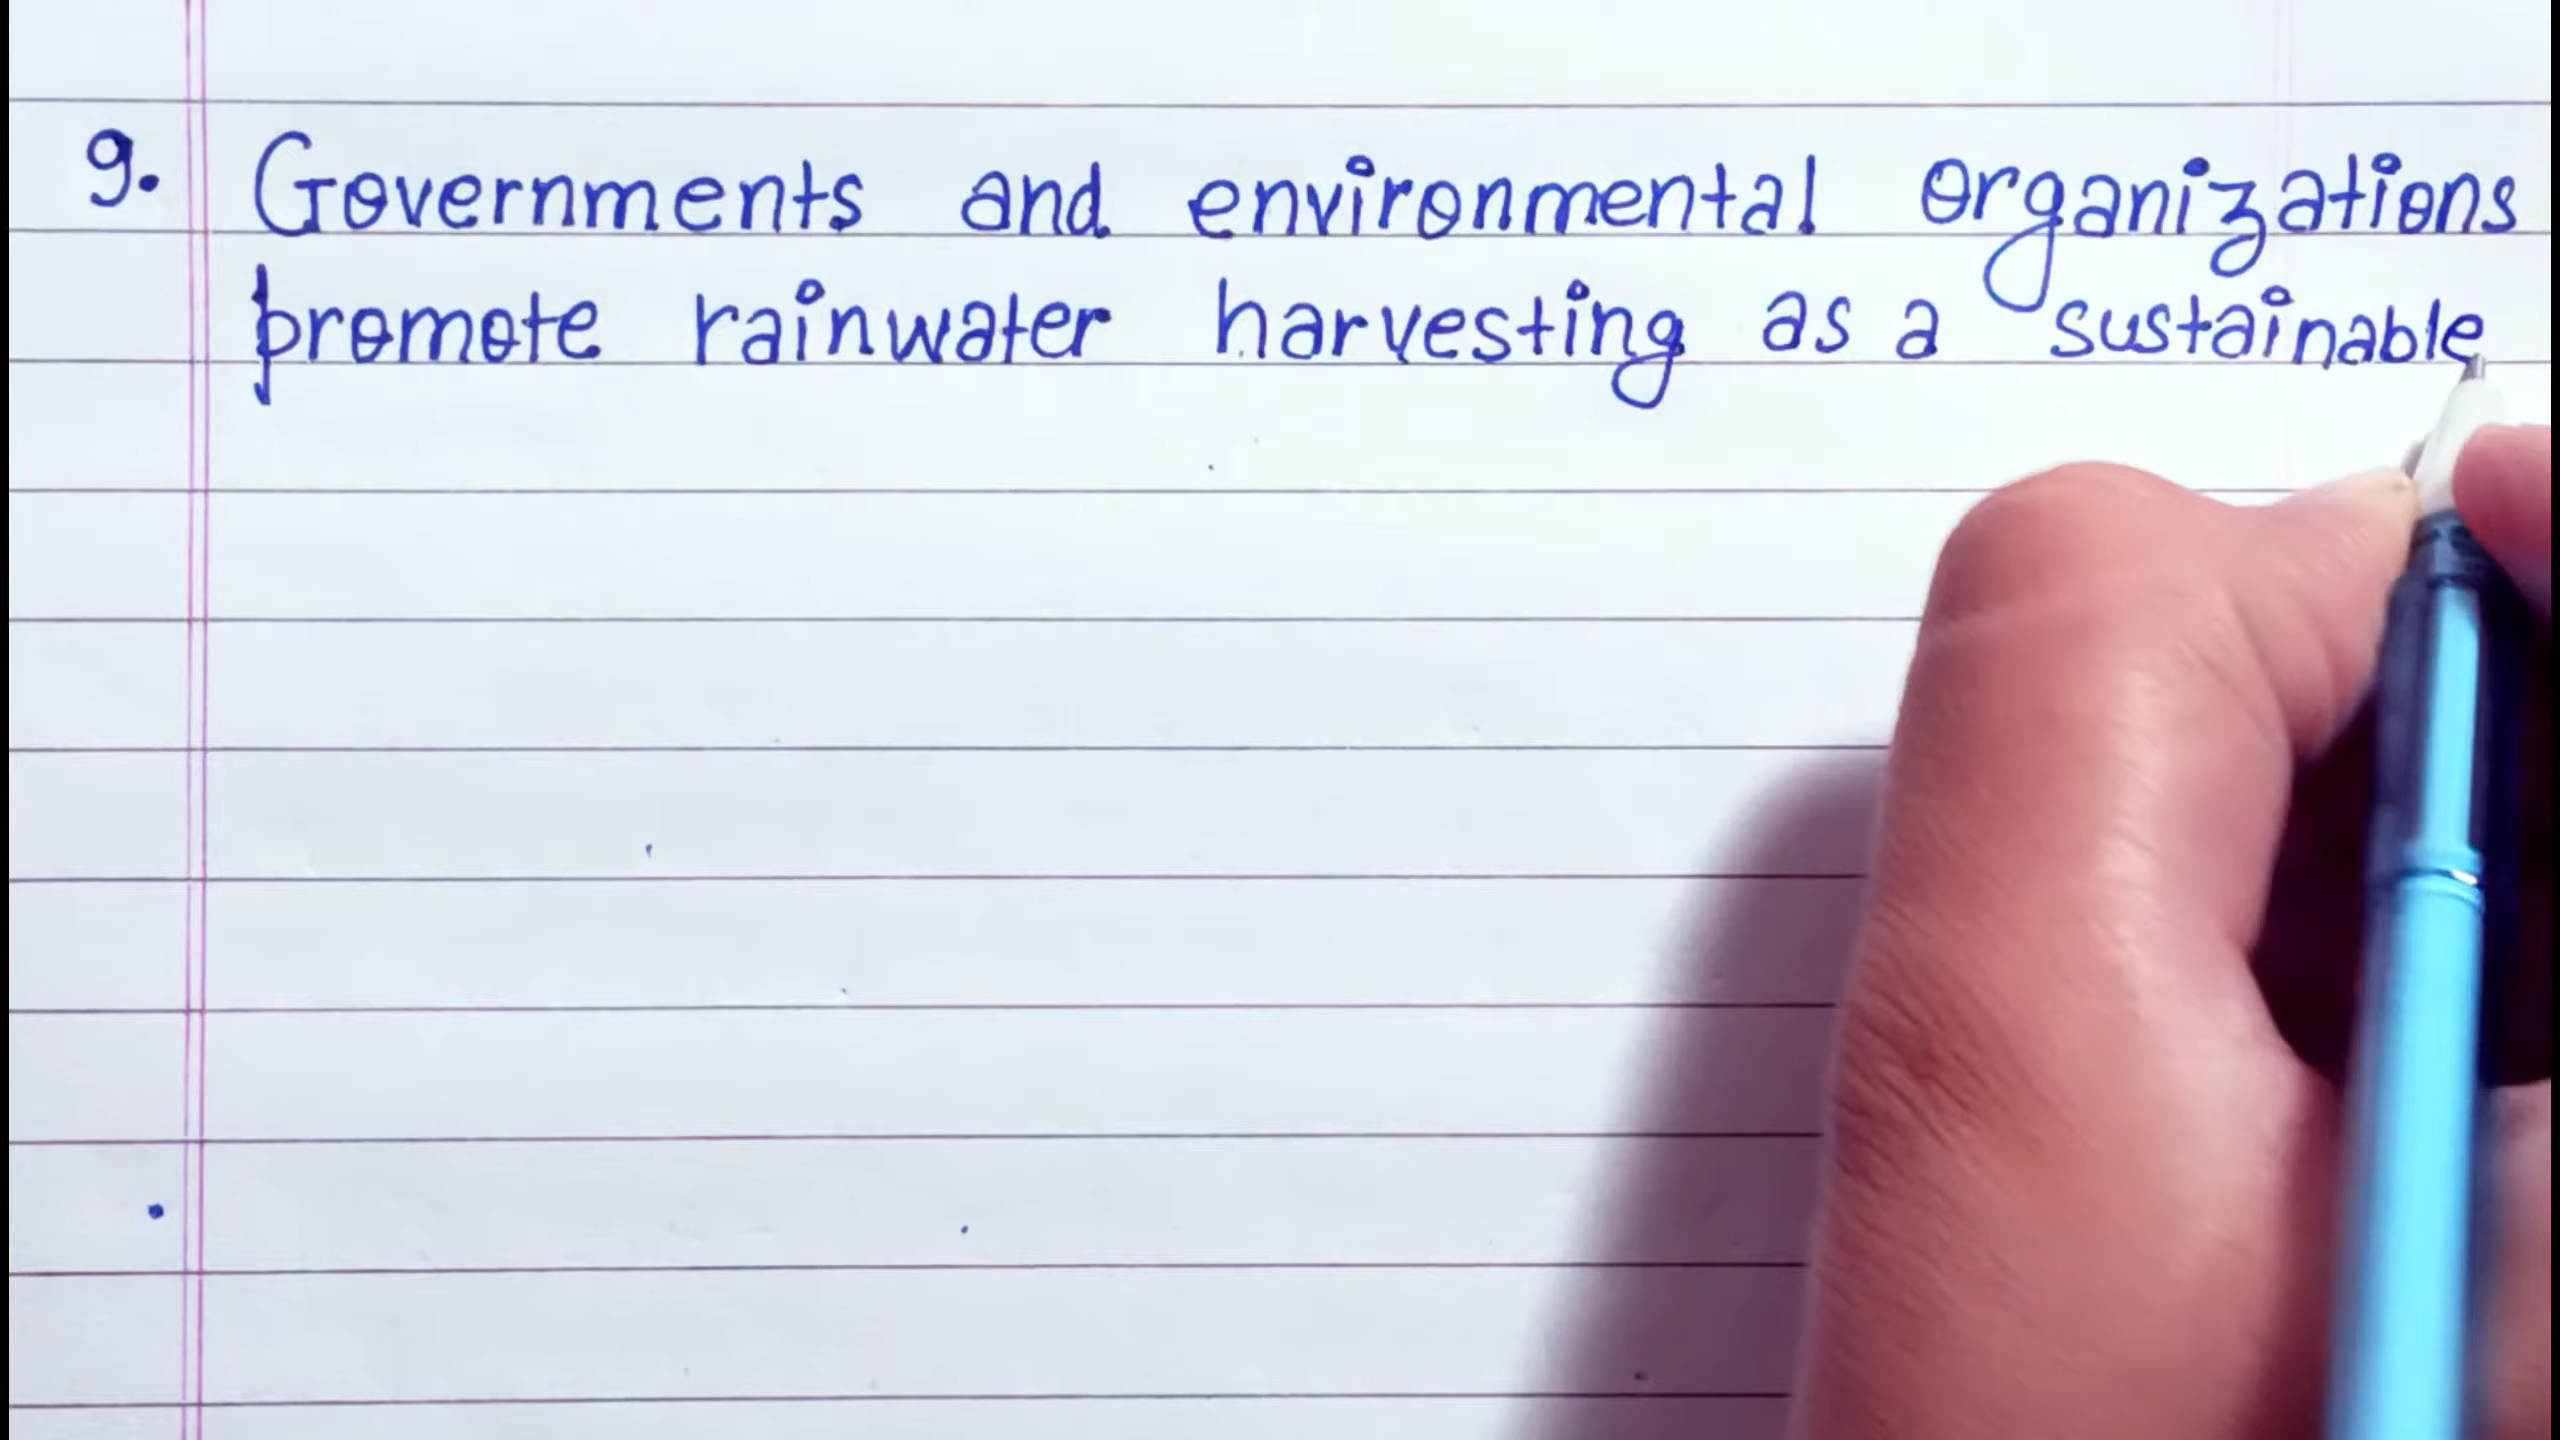 9. Governments and environmental organizations
promote rainwater harvesting as a sustainable